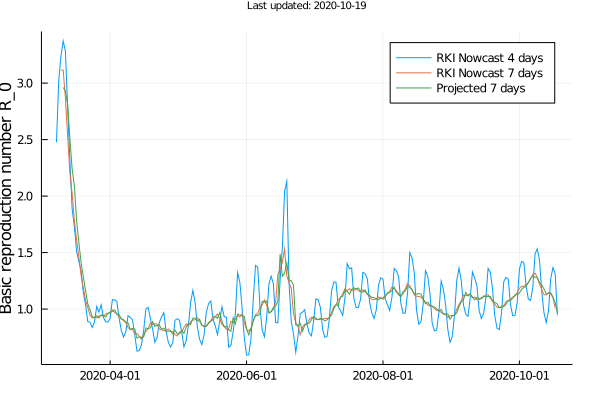 Last updated: 2020-10-19
Basic reproduction number R_0
3.0
2.5
2.0
1.5
1.0
RKI Nowcast 4 days
RKI Nowcast 7 days
Projected 7 days
2020-04-01
2020-06-01
2020-08-01
2020-10-01